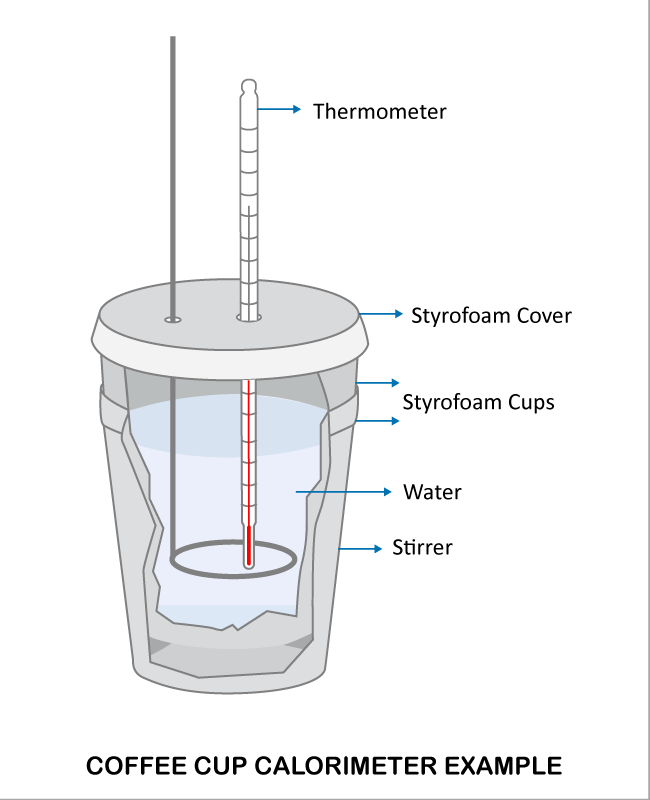 Thermometer
Styrofoam Cover
Styrofoam Cups
Water
Stirrer
COFFEE CUP CALORIMETER EXAMPLE